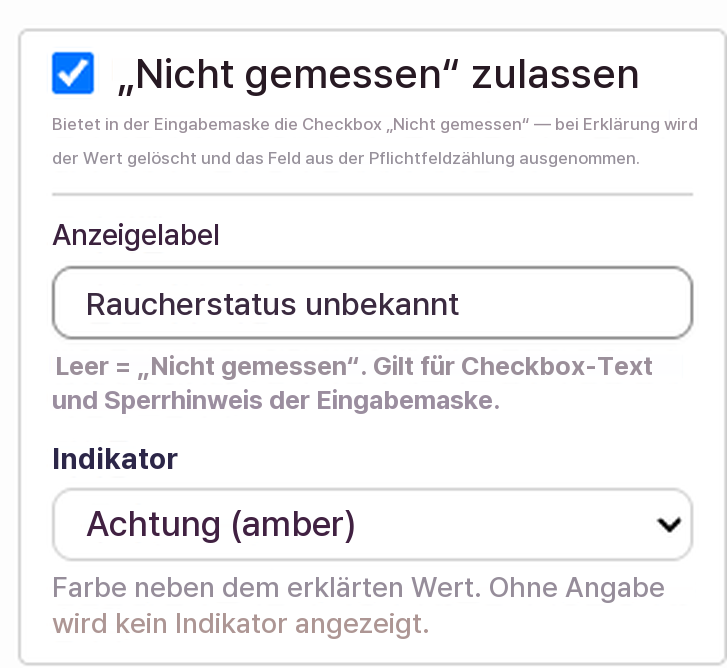 „Nicht gemessen“ zulassen
Bietet in der Eingabemaske die Checkbox „Nicht gemessen“ — bei Erklärung wird
der Wert gelöscht und das Feld aus der Pflichtfeldzählung ausgenommen.
Anzeigelabel
Raucherstatus unbekannt
Leer = „Nicht gemessen“. Gilt für Checkbox-Text
und Sperrhinweis der Eingabemaske.
Indikator
Achtung (amber)
Farbe neben dem erklärten Wert. Ohne Angabe
wird kein Indikator angezeigt.